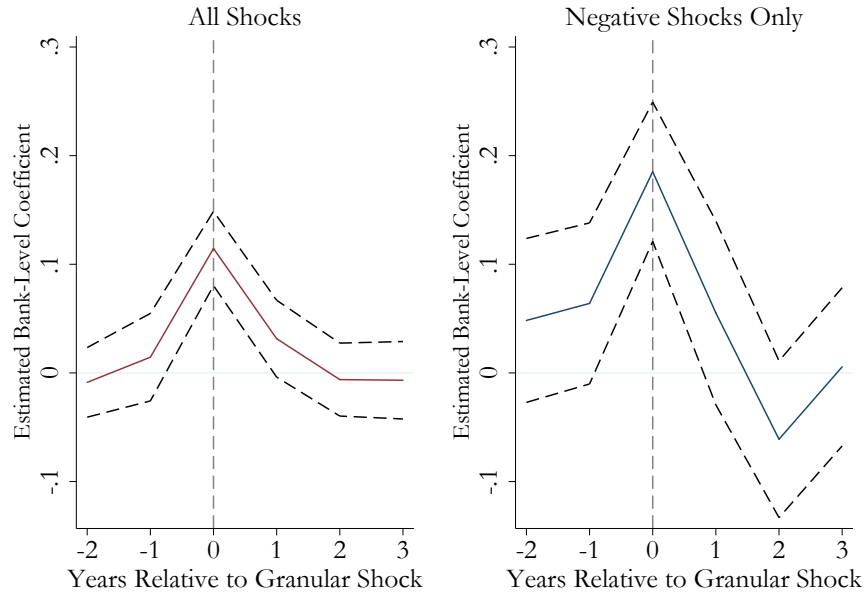 All Shocks
Estimated Bank-Level Coefficient
.3
.2
.1
0
-.1
-2 -1 0 1 2 3
Years Relative to Granular Shock
Negative Shocks Only
Estimated Bank-Level Coefficient
.3
.2
.1
0
-.1
-2 -1 0 1 2 3
Years Relative to Granular Shock